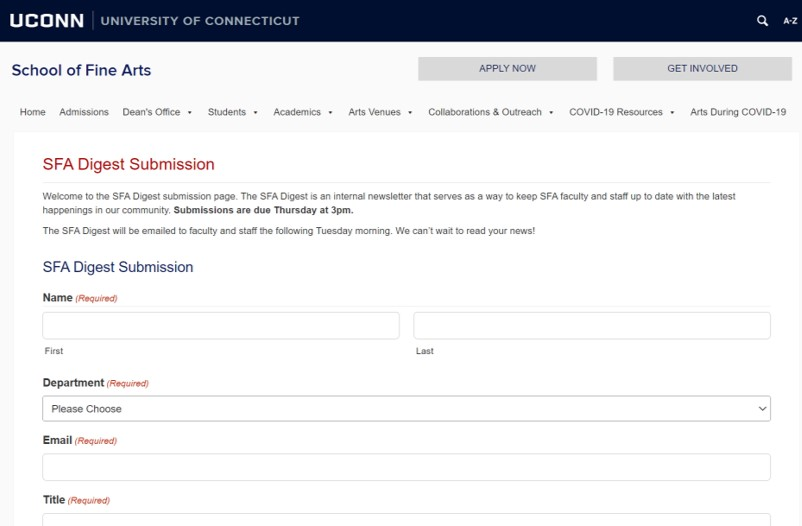 UCONN UNIVERSITY OF CONNECTICUT A-Z
School of Fine Arts APPLY NOW GET INVOLVED
Home Admissions Dean's Office Students Academics Arts Venues Collaborations & Outreach COVID-19 Resources Arts During COVID-19
SFA Digest Submission
Welcome to the SFA Digest submission page. The SFA Digest is an internal newsletter that serves as a way to keep SFA faculty and staff up to date with the latest
happenings in our community. Submissions are due Thursday at 3pm.
The SFA Digest will be emailed to faculty and staff the following Tuesday morning. We can't wait to read your news!
SFA Digest Submission
Name (Required)
First Last
Department (Required)
Please Choose
Email (Required)
Title (Required)